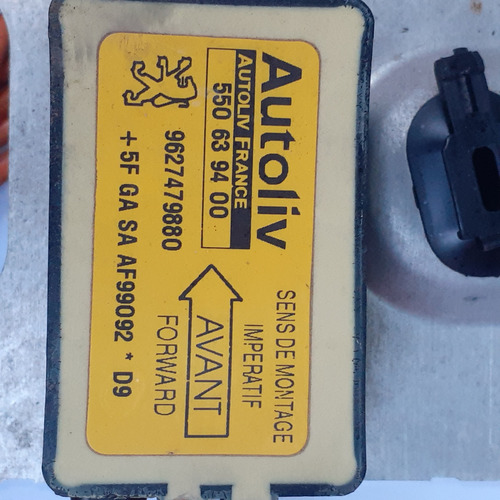 Autoliv
AUTOLIV FRANCE
550 63 94 00
9627479880
+5F GA SA AF99092 * D9
SENS DE MONTAGE
IMPERATIF
AVANT
FORWARD